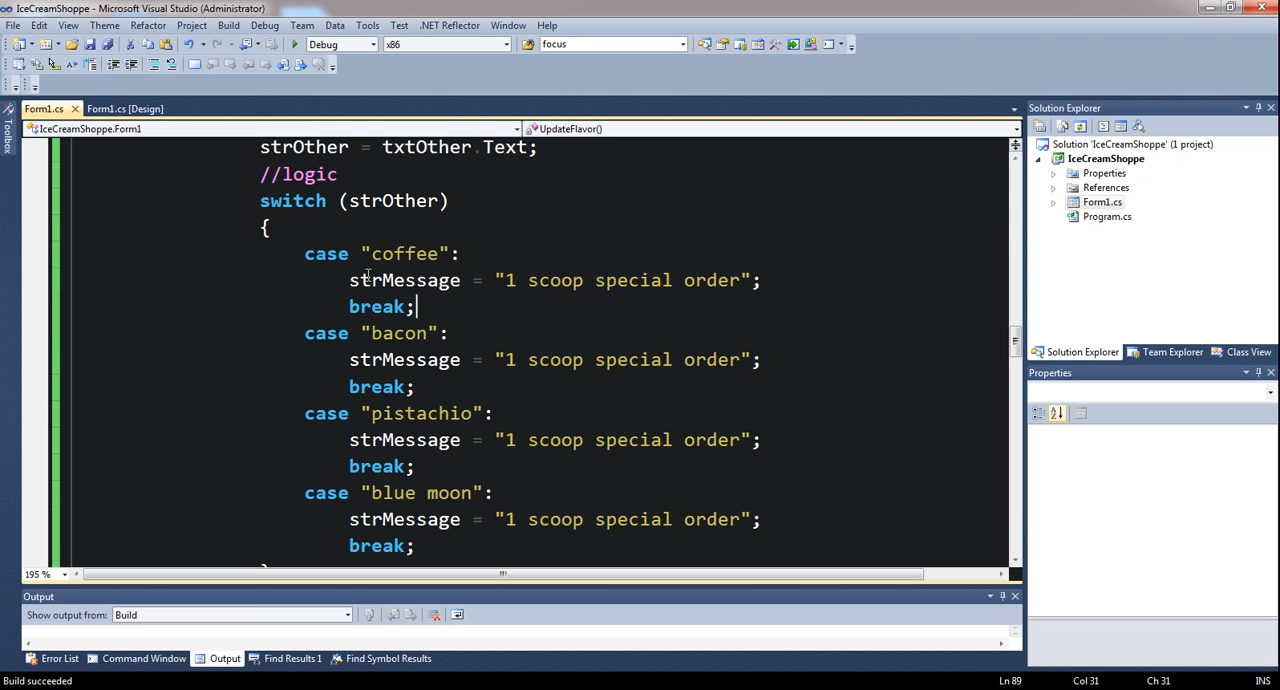 IceCreamShoppe - Microsoft Visual Studio (Administrator)
File Edit View Theme Refactor Project Build Debug Team Data Tools Test .NET Reflector Window Help
Debug x86 focus
Form1.cs Form1.cs [Design]
IceCreamShoppe.Form1 UpdateFlavor()
Toolbox
strOther = txtOther.Text;
//logic
switch (strOther)
{
case "coffee":
strMessage = "1 scoop special order";
break;
case "bacon":
strMessage = "1 scoop special order";
break;
case "pistachio":
strMessage = "1 scoop special order";
break;
case "blue moon":
strMessage = "1 scoop special order";
break;
195 %
Solution Explorer
Solution 'IceCreamShoppe' (1 project)
IceCreamShoppe
Properties
References
Form1.cs
Program.cs
Solution Explorer Team Explorer Class View
Properties
Output
Show output from: Build
Error List Command Window Output Find Results 1 Find Symbol Results
Build succeeded Ln 89 Col 31 Ch 31 INS